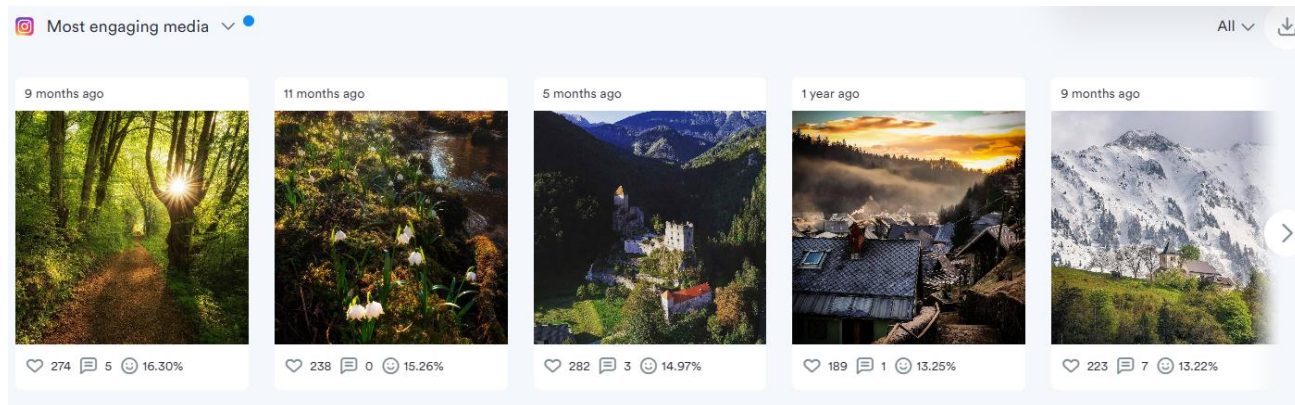 Most engaging media
All
9 months ago
274 5 16.30%
11 months ago
238 0 15.26%
5 months ago
282 3 14.97%
1 year ago
189 1 13.25%
9 months ago
223 7 13.22%